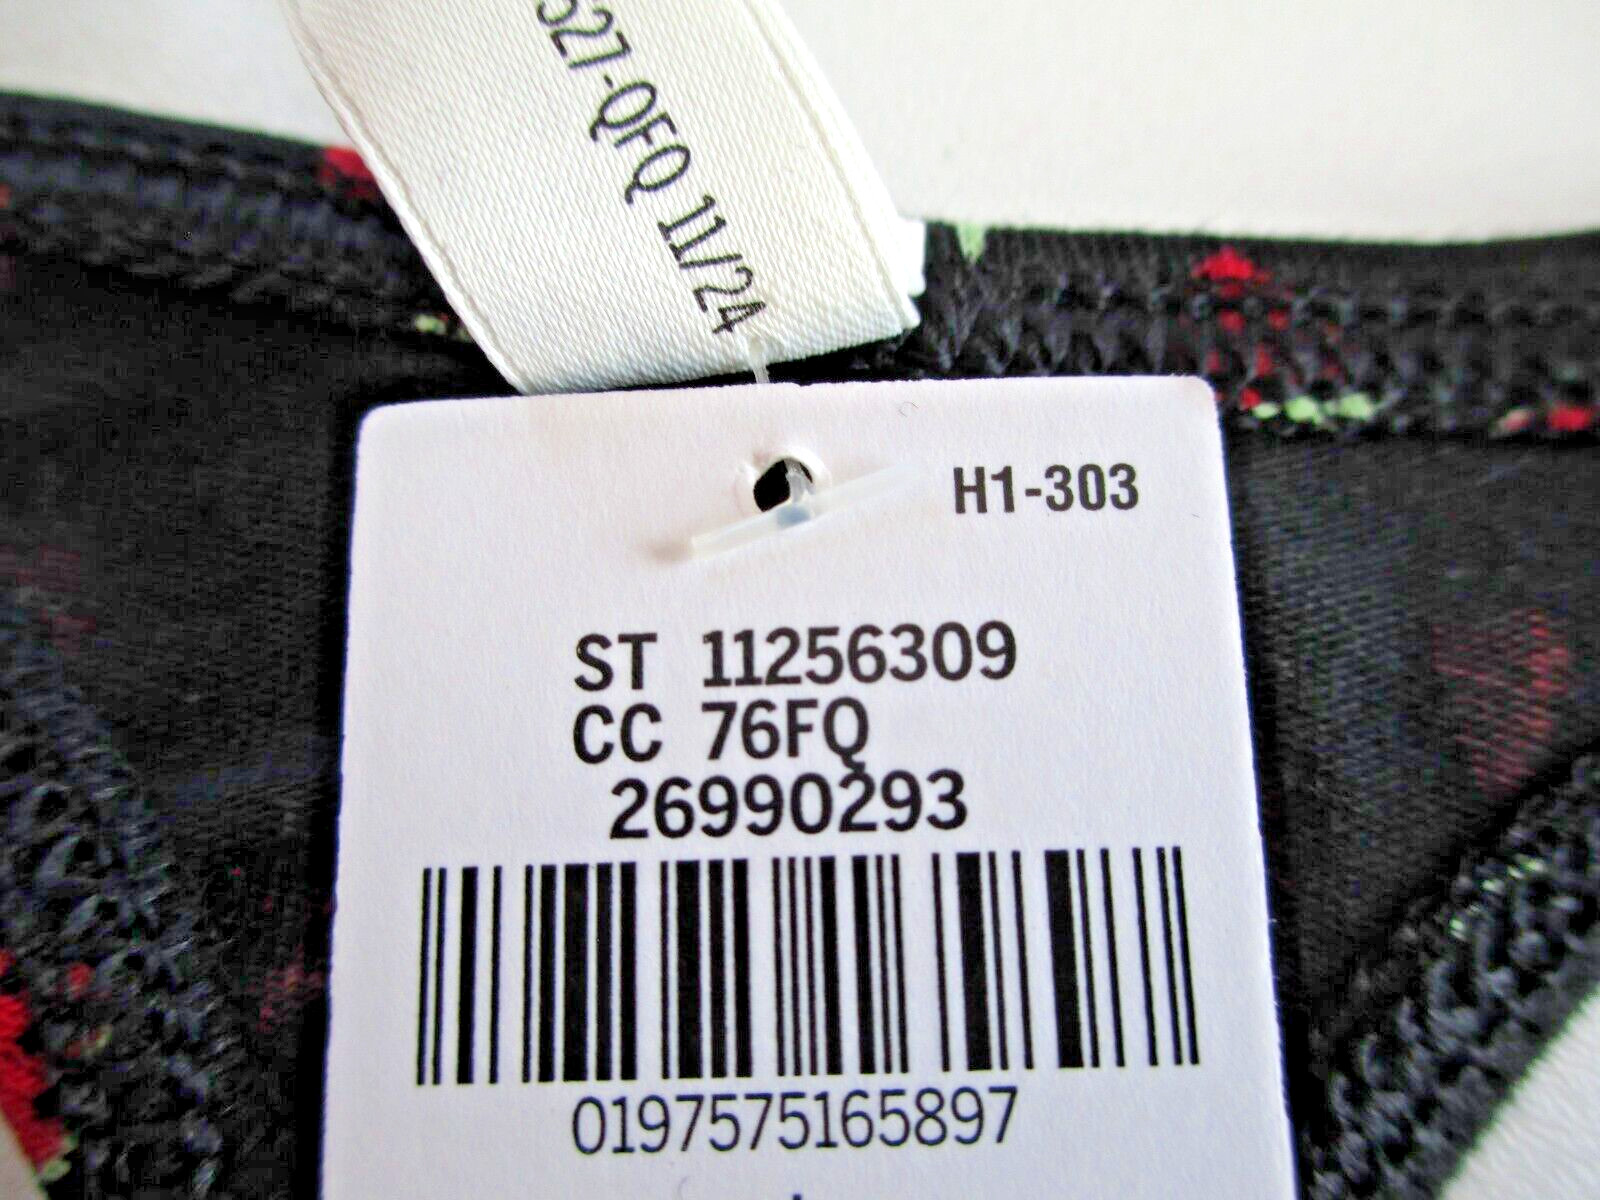 527-QFQ 11/24
H1-303
ST 11256309
CC 76FQ
26990293
0197575165897